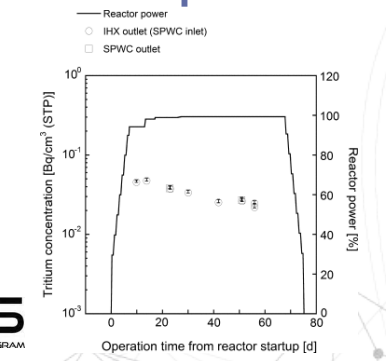 Reactor power
IHX outlet (SPWC inlet)
SPWC outlet
10⁰
10⁻¹
10⁻²
10⁻³
Tritium concentration [Bq/cm³ (STP)]
120
100
80
60
40
20
0
Reactor power [%]
0 20 40 60 80
Operation time from reactor startup [d]